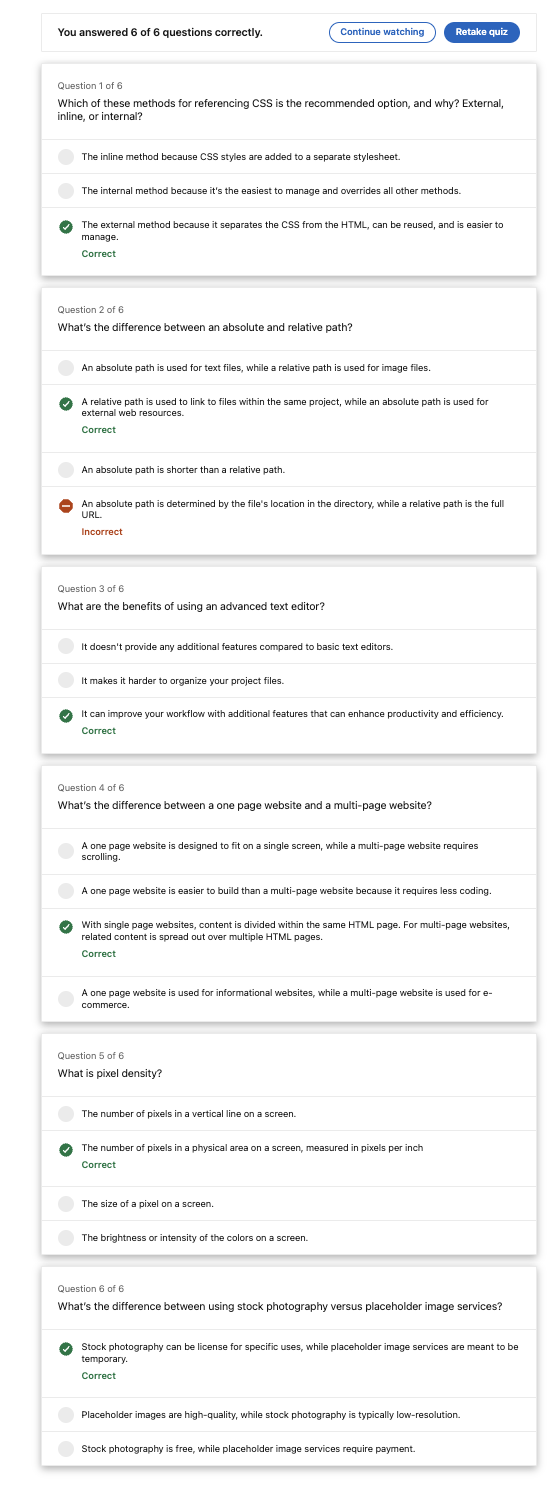 You answered 6 of 6 questions correctly.
Continue watching
Retake quiz
Question 1 of 6
Which of these methods for referencing CSS is the recommended option, and why? External,
inline, or internal?
The inline method because CSS styles are added to a separate stylesheet.
The internal method because it's the easiest to manage and overrides all other methods.
The external method because it separates the CSS from the HTML, can be reused, and is easier to
manage.
Correct
Question 2 of 6
What's the difference between an absolute and relative path?
An absolute path is used for text files, while a relative path is used for image files.
A relative path is used to link to files within the same project, while an absolute path is used for
external web resources.
Correct
An absolute path is shorter than a relative path.
An absolute path is determined by the file's location in the directory, while a relative path is the full
URL.
Incorrect
Question 3 of 6
What are the benefits of using an advanced text editor?
It doesn't provide any additional features compared to basic text editors.
It makes it harder to organize your project files.
It can improve your workflow with additional features that can enhance productivity and efficiency.
Correct
Question 4 of 6
What's the difference between a one page website and a multi-page website?
A one page website is designed to fit on a single screen, while a multi-page website requires
scrolling.
A one page website is easier to build than a multi-page website because it requires less coding.
With single page websites, content is divided within the same HTML page. For multi-page websites,
related content is spread out over multiple HTML pages.
Correct
A one page website is used for informational websites, while a multi-page website is used for e-
commerce.
Question 5 of 6
What is pixel density?
The number of pixels in a vertical line on a screen.
The number of pixels in a physical area on a screen, measured in pixels per inch
Correct
The size of a pixel on a screen.
The brightness or intensity of the colors on a screen.
Question 6 of 6
What's the difference between using stock photography versus placeholder image services?
Stock photography can be license for specific uses, while placeholder image services are meant to be
temporary.
Correct
Placeholder images are high-quality, while stock photography is typically low-resolution.
Stock photography is free, while placeholder image services require payment.